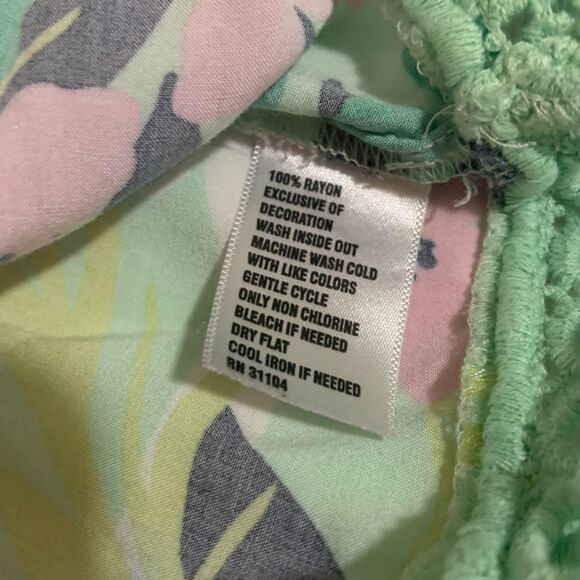 100% RAYON
EXCLUSIVE OF
DECORATION
WASH INSIDE OUT
MACHINE WASH COLD
WITH LIKE COLORS
GENTLE CYCLE
ONLY NON CHLORINE
BLEACH IF NEEDED
DRY FLAT
COOL IRON IF NEEDED
RN 31104